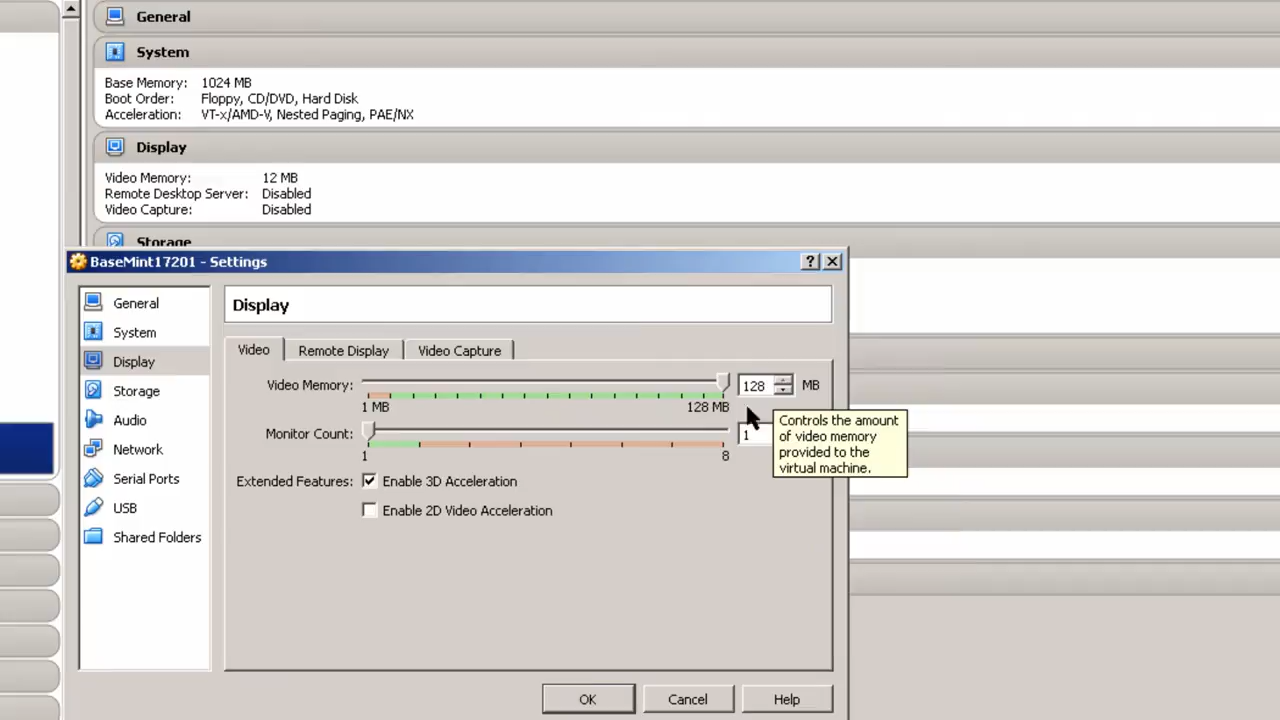 General
System
Base Memory: 1024 MB
Boot Order: Floppy, CD/DVD, Hard Disk
Acceleration: VT-x/AMD-V, Nested Paging, PAE/NX
Display
Video Memory: 12 MB
Remote Desktop Server: Disabled
Video Capture: Disabled
Storage
BaseMint17201 - Settings
General
System
Display
Storage
Audio
Network
Serial Ports
USB
Shared Folders
Display
Video Remote Display Video Capture
Video Memory: 128 MB
1 MB 128 MB
Monitor Count: 1
1 8
Extended Features: Enable 3D Acceleration
Enable 2D Video Acceleration
Controls the amount
of video memory
provided to the
virtual machine.
OK Cancel Help